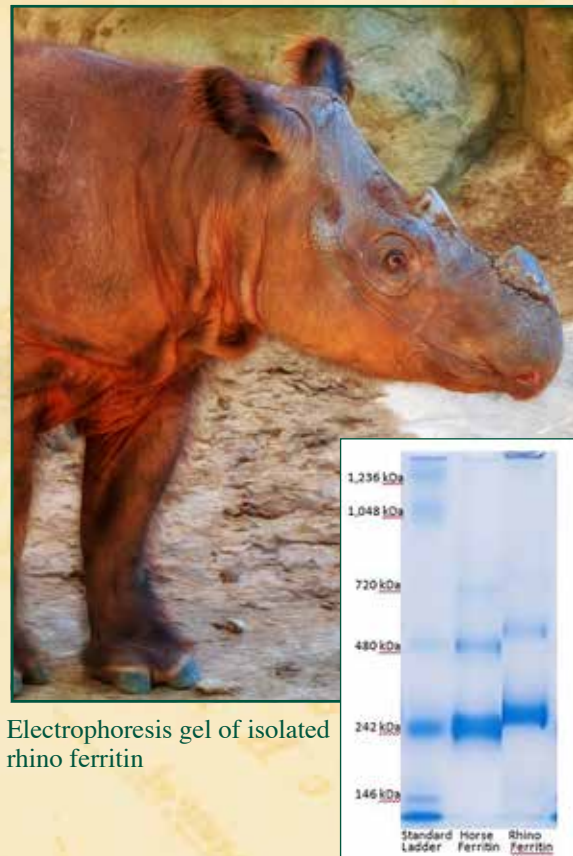 1,236 kDa
1,048 kDa
720 kDa
480 kDa
242 kDa
146 kDa
Standard Horse Rhino
Ladder Ferritin Ferritin
Electrophoresis gel of isolated
rhino ferritin